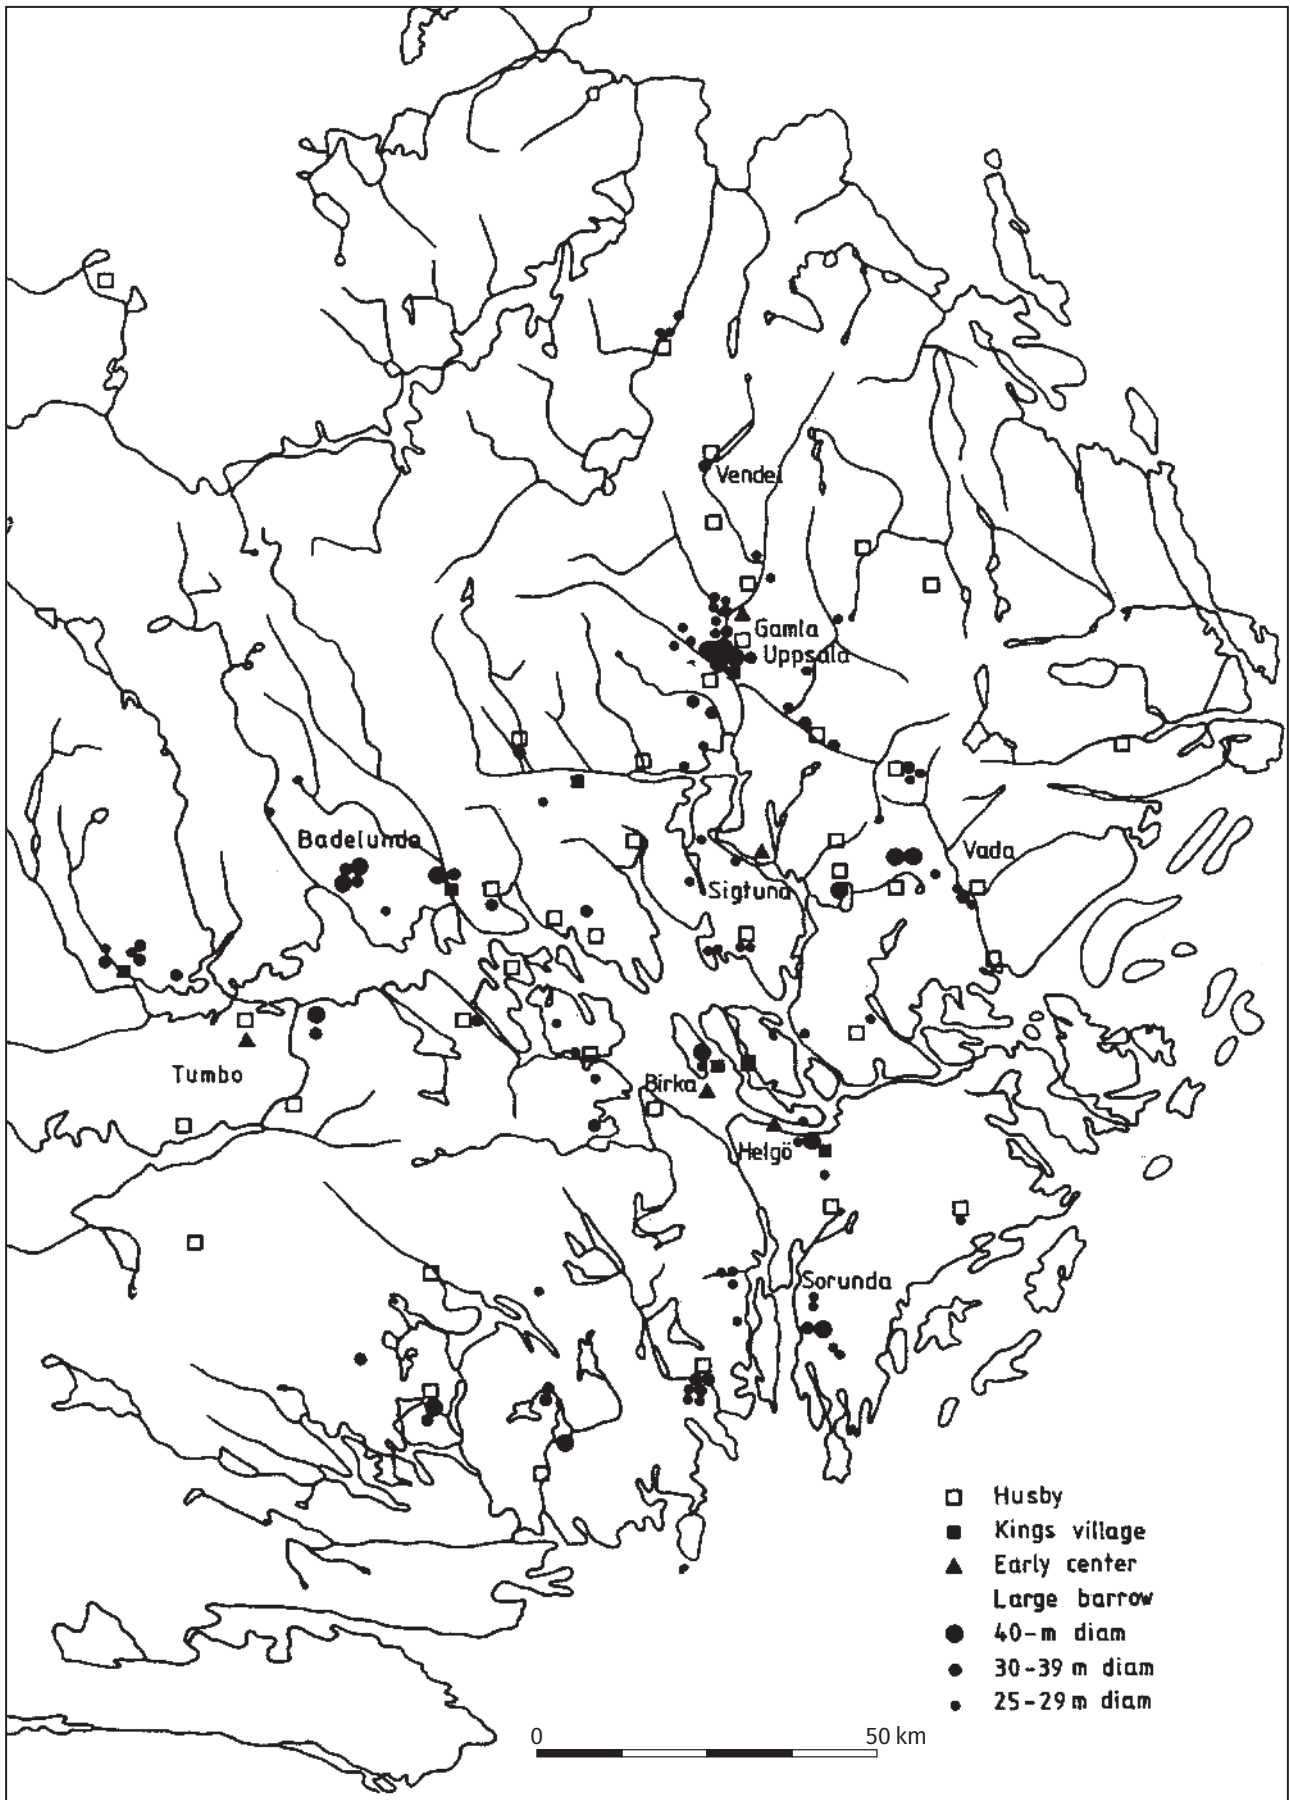 Vendel
Gamla
Uppsala
Badelunda
Vada
Sigtuna
Tumbo
Birka
Helgö
Sorunda
Husby
Kings village
Early center
Large barrow
40-m diam
30-39 m diam
25-29 m diam
0 50 km